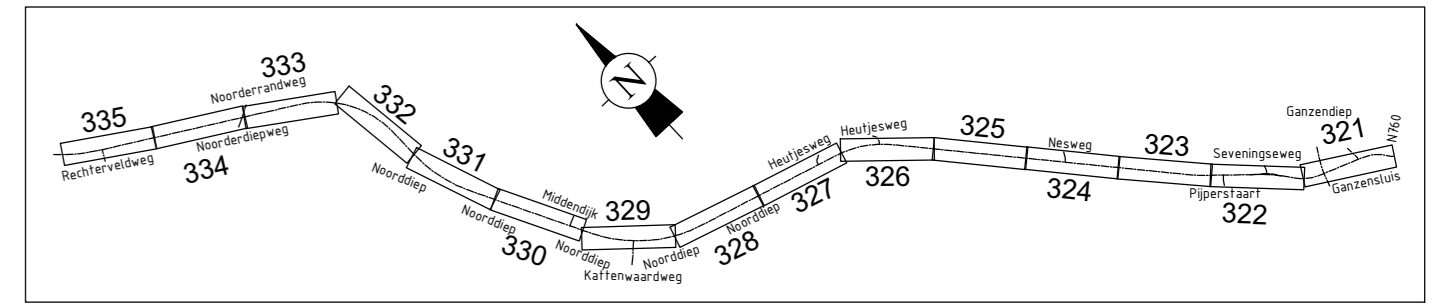 335
Rechterveldweg
333
Noorderrandweg
Noorderdiepweg
334
332
Noorddiep
331
Noorddiep
330
Middendijk
Noorddiep
329
Kattenwaardweg
N
Noorddiep
328
Noorddiep
Heutjesweg
327
Heutjesweg
326
325
Nesweg
324
323
Seveningseweg
Pijperstaart
322
Ganzendiep
321
N760
Ganzensluis